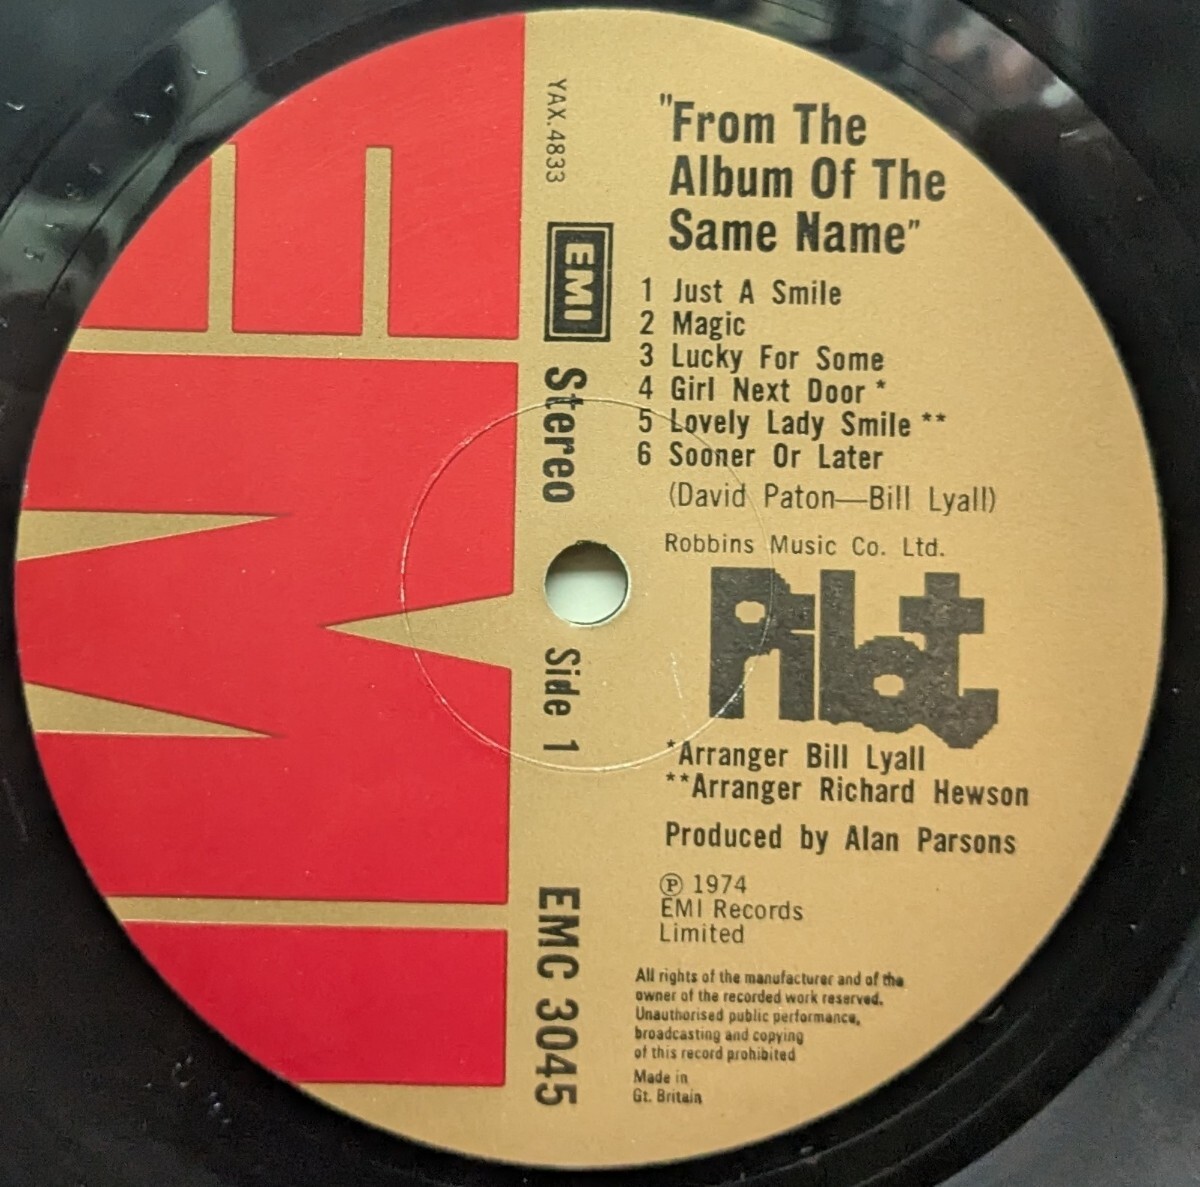 YAX.4833
EMI
Stereo
Side 1
EMC 3045
"From The
Album Of The
Same Name"
1 Just A Smile
2 Magic
3 Lucky For Some
4 Girl Next Door *
5 Lovely Lady Smile **
6 Sooner Or Later
(David Paton—Bill Lyall)
Robbins Music Co. Ltd.
Pilot
*Arranger Bill Lyall
**Arranger Richard Hewson
Produced by Alan Parsons
℗ 1974
EMI Records
Limited
All rights of the manufacturer and of the
owner of the recorded work reserved.
Unauthorised public performance,
broadcasting and copying
of this record prohibited
Made in
Gt. Britain
EMI